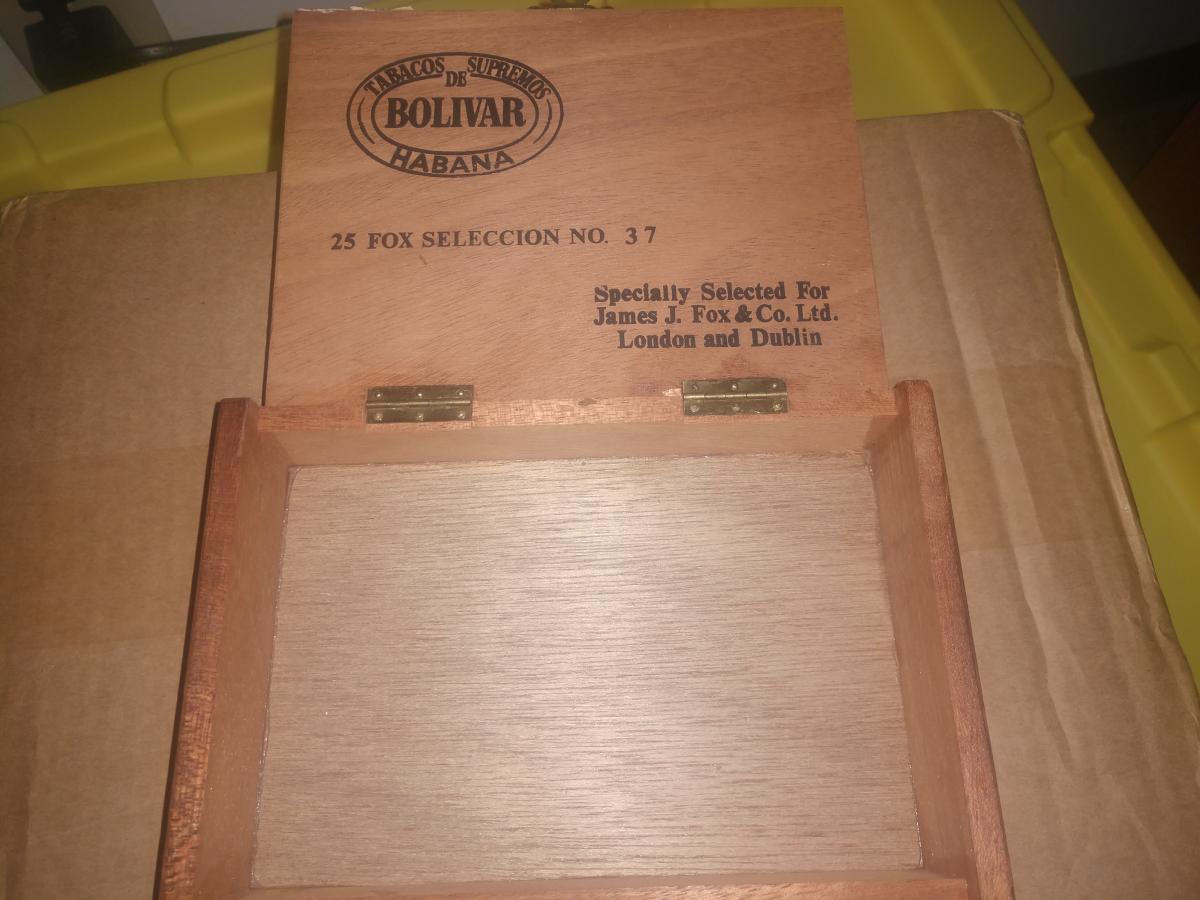 TABACOS SUPREMOS
DE
BOLIVAR
HABANA
25 FOX SELECCION NO. 37
Specially Selected For
James J. Fox & Co. Ltd.
London and Dublin